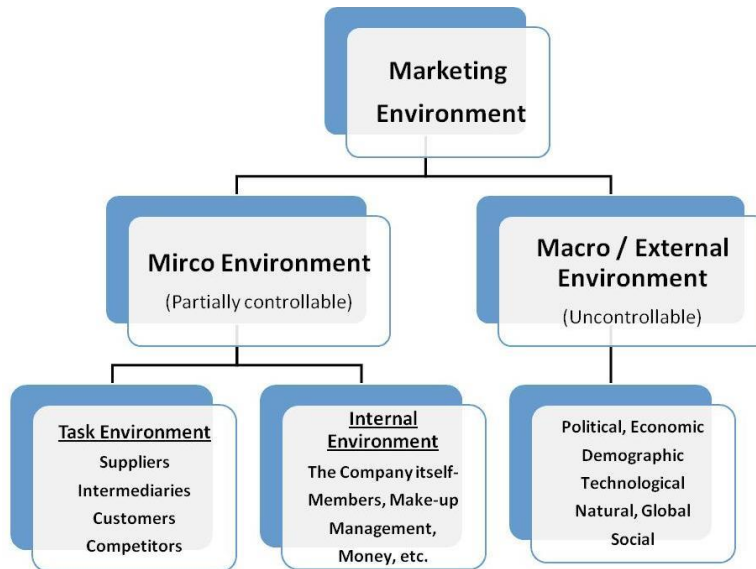 Marketing
Environment
Mirco Environment
(Partially controllable)
Macro / External
Environment
(Uncontrollable)
Task Environment
Suppliers
Intermediaries
Customers
Competitors
Internal
Environment
The Company itself-
Members, Make-up
Management,
Money, etc.
Political, Economic
Demographic
Technological
Natural, Global
Social